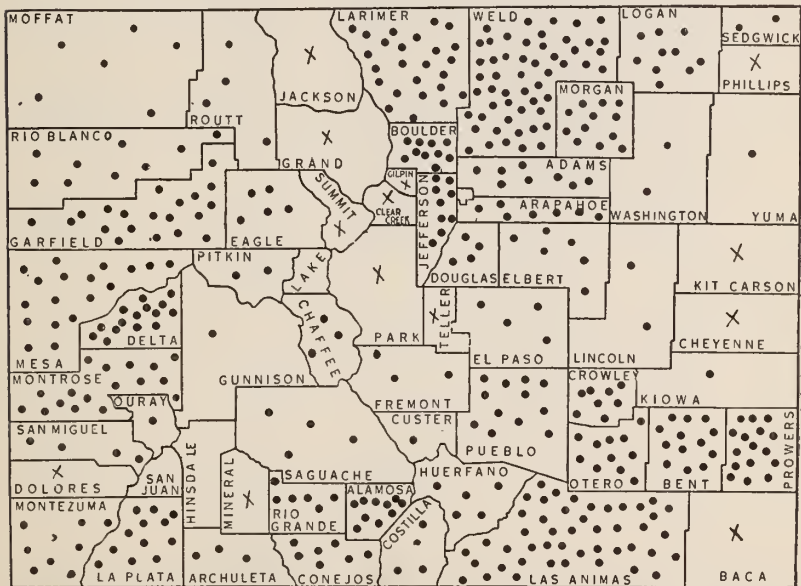 MOFFAT
LARIMER
WELD
LOGAN
SEDGWICK
PHILLIPS
JACKSON
MORGAN
ROUTT
RIO BLANCO
BOULDER
GRAND
GILPIN
ADAMS
SUMMIT
CLEAR
CREEK
JEFFERSON
ARAPAHOE
WASHINGTON
YUMA
GARFIELD
EAGLE
PITKIN
LAKE
DOUGLAS
ELBERT
KIT CARSON
DELTA
CHAFFEE
PARK
TELLER
CHEYENNE
MESA
MONTROSE
GUNNISON
EL PASO
LINCOLN
CROWLEY
OURAY
FREMONT
KIOWA
SAN MIGUEL
CUSTER
PUEBLO
PROWERS
HINSDALE
SAGUACHE
HUERFANO
OTERO
BENT
DOLORES
SAN
JUAN
MINERAL
ALAMOSA
MONTEZUMA
RIO
GRANDE
COSTILLA
LA PLATA
ARCHULETA
CONEJOS
LAS ANIMAS
BACA